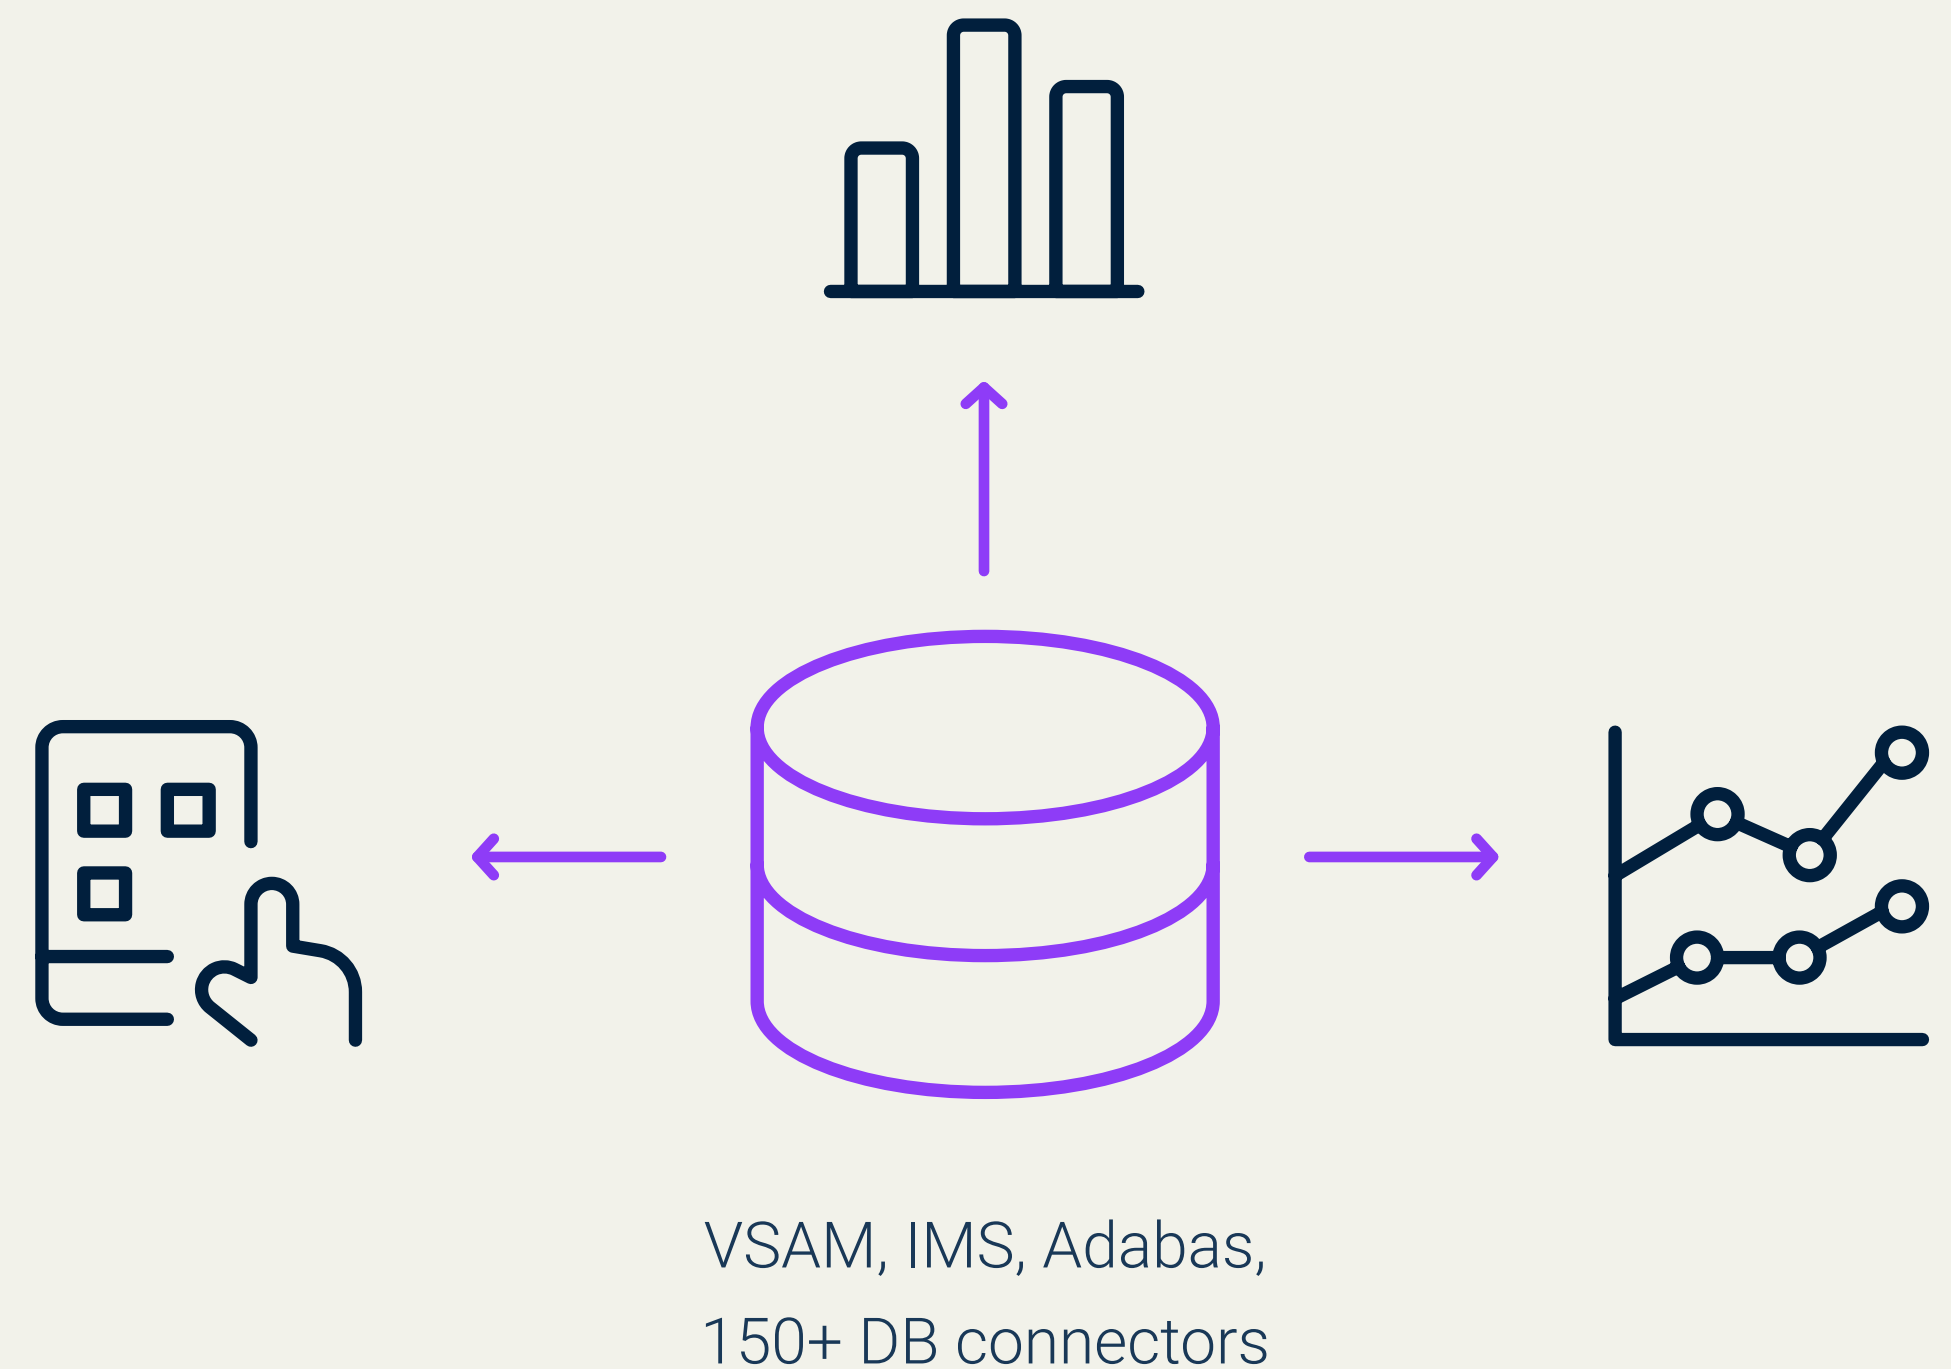 VSAM, IMS, Adabas,
150+ DB connectors